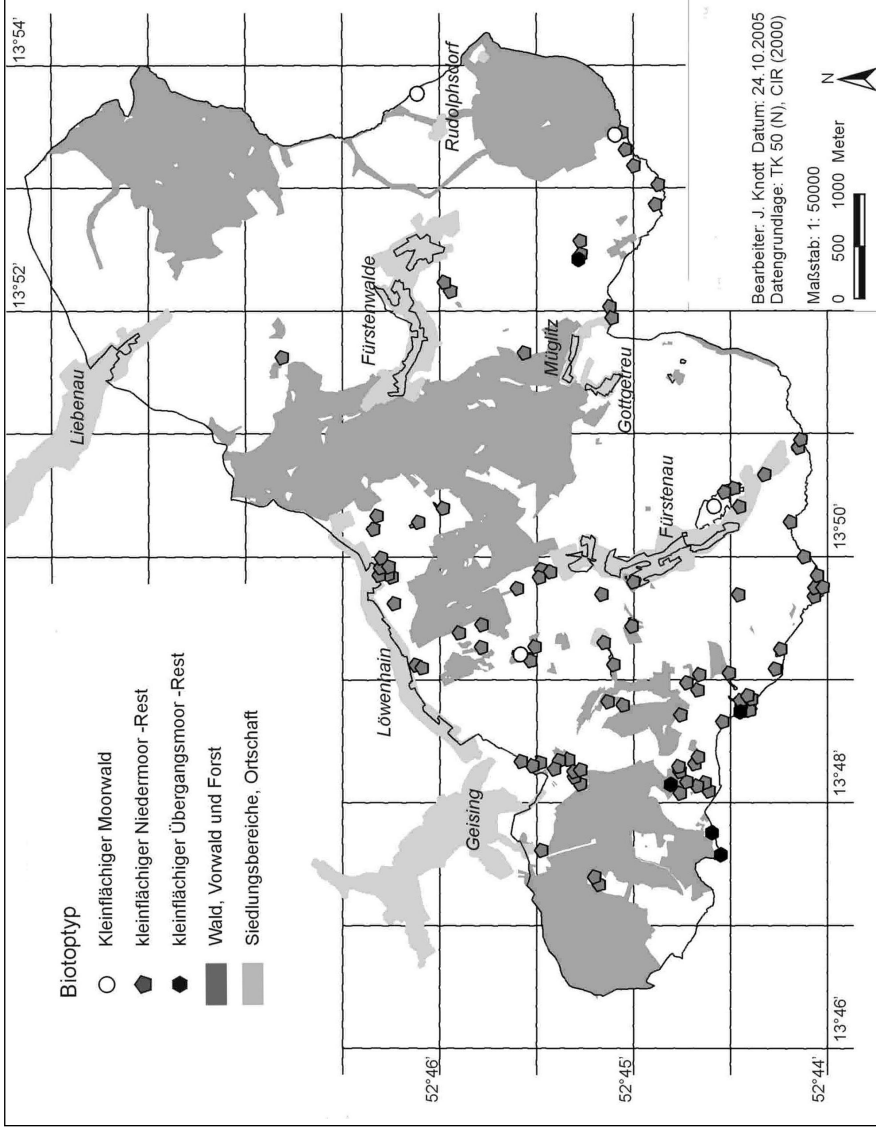 Biotoptyp
Kleinflächiger Moorwald
kleinflächiger Niedermoor -Rest
kleinflächiger Übergangsmoor -Rest
Wald, Vorwald und Forst
Siedlungsbereiche, Ortschaft
Liebenau
Fürstenwalde
Rudolphsdorf
Löwenhain
Geising
Müglitz
Gottgetreu
Fürstenau
52°46'
52°45'
52°44'
13°46'
13°48'
13°50'
13°52'
13°54'
Bearbeiter: J. Knott Datum: 24.10.2005
Datengrundlage: TK 50 (N), CIR (2000)
Maßstab: 1: 50000
0 500 1000 Meter
N